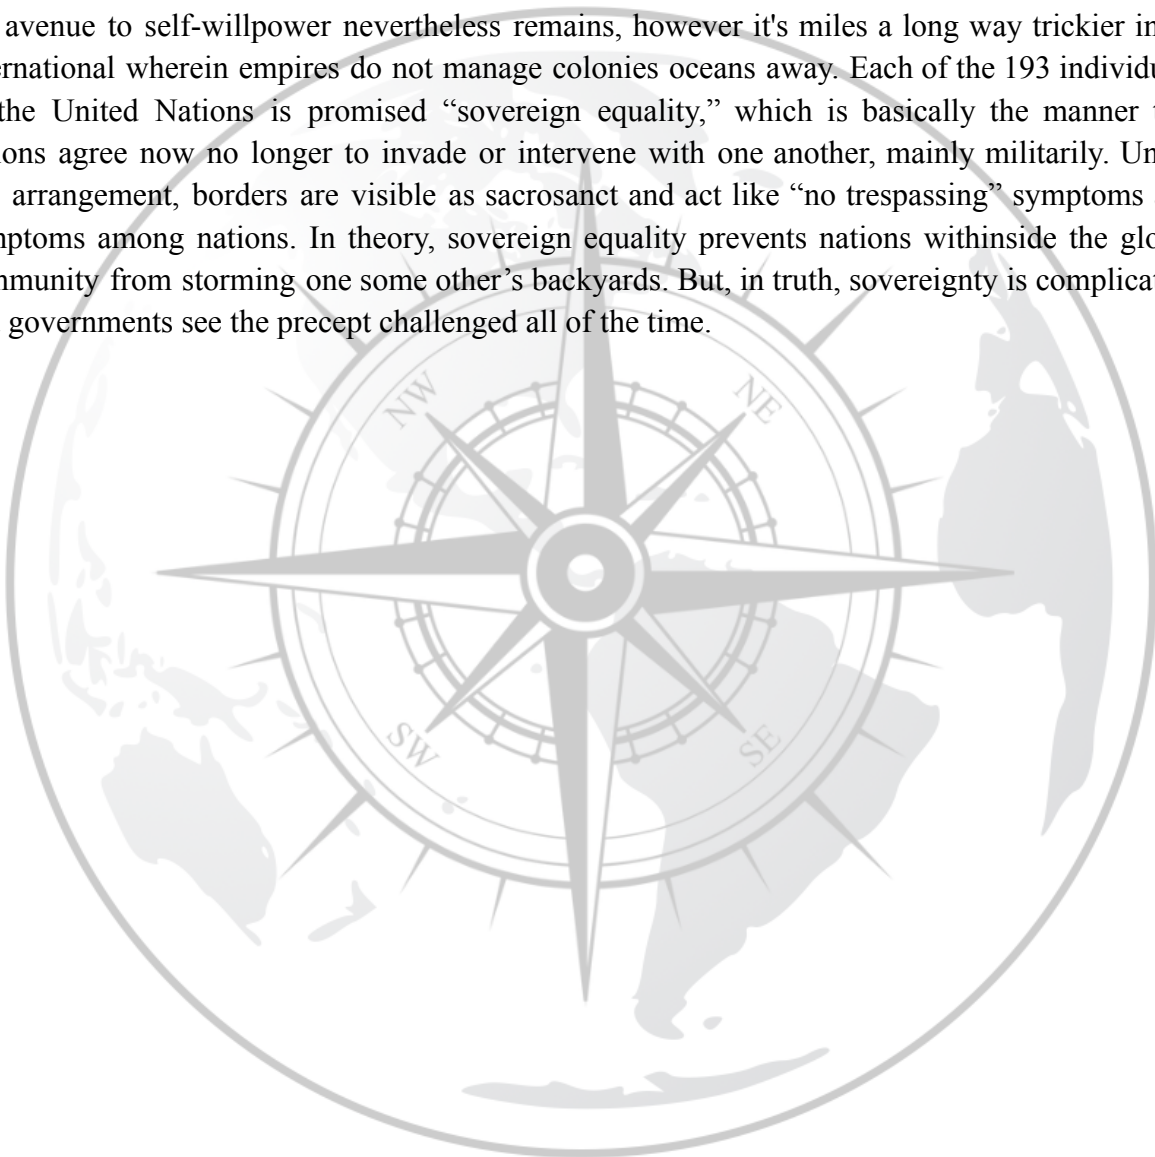 avenue to self-willpower nevertheless remains, however it's miles a long way trickier in
ernational wherein empires do not manage colonies oceans away. Each of the 193 individu
the United Nations is promised “sovereign equality,” which is basically the manner
ions agree now no longer to invade or intervene with one another, mainly militarily. Un
arrangement, borders are visible as sacrosanct and act like “no trespassing” symptoms
nptoms among nations. In theory, sovereign equality prevents nations withinside the glo
nmunity from storming one some other’s backyards. But, in truth, sovereignty is complicat
governments see the precept challenged all of the time.
NW
NE
SW
SE